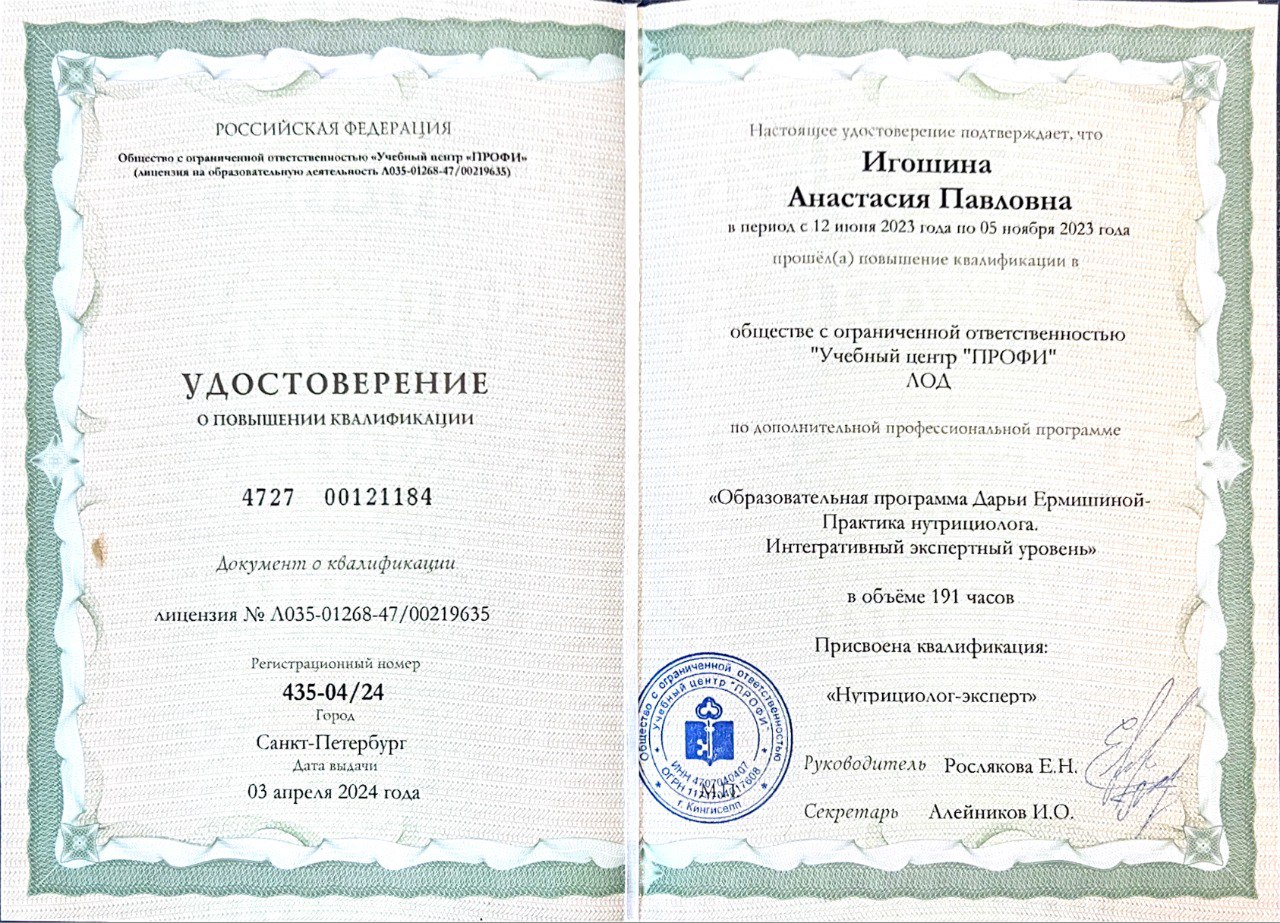 РОССИЙСКАЯ ФЕДЕРАЦИЯ
Общество с ограниченной ответственностью «Учебный центр «ПРОФИ»
(лицензия на образовательную деятельность Л035-01268-47/00219635)
УДОСТОВЕРЕНИЕ
О ПОВЫШЕНИИ КВАЛИФИКАЦИИ
4727 00121184
Документ о квалификации
лицензия № Л035-01268-47/00219635
Регистрационный номер
435-04/24
Город
Санкт-Петербург
Дата выдачи
03 апреля 2024 года
Настоящее удостоверение подтверждает, что
Игошина
Анастасия Павловна
в период с 12 июня 2023 года по 05 ноября 2023 года
прошёл(а) повышение квалификации в
обществе с ограниченной ответственностью
"Учебный центр "ПРОФИ"
ЛОД
по дополнительной профессиональной программе
«Образовательная программа Дарьи Ермишиной-
Практика нутрициолога.
Интегративный экспертный уровень»
в объёме 191 часов
Присвоена квалификация:
«Нутрициолог-эксперт»
Руководитель Рослякова Е.Н.
Секретарь Алейников И.О.
М.П.
Общество с ограниченной ответственностью
Учебный центр "ПРОФИ"
ИНН 4707040407
ОГРН
г. Кингисепп